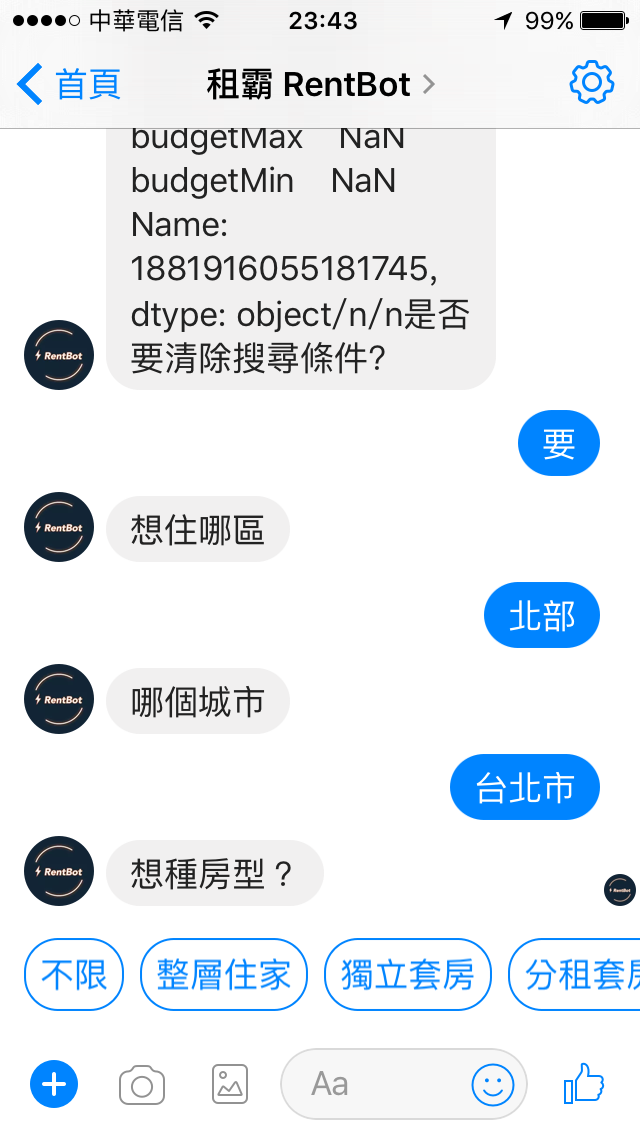 中華電信 23:43 99%
首頁 租霸 RentBot
budgetMax NaN
budgetMin NaN
Name:
1881916055181745,
dtype: object/n/n是否
要清除搜尋條件?
RentBot
要
想住哪區
RentBot
北部
哪個城市
RentBot
台北市
想種房型？
RentBot
RentBot
不限 整層住家 獨立套房 分租套房
Aa